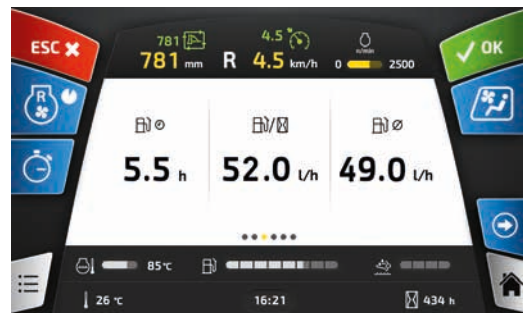 ESC
781
4.5
OK
n/min
781 mm
R
4.5 km/h
0
2500
R
/
Ø
5.5 h
52.0 l/h
49.0 l/h
85°C
26 °C
16:21
434 h